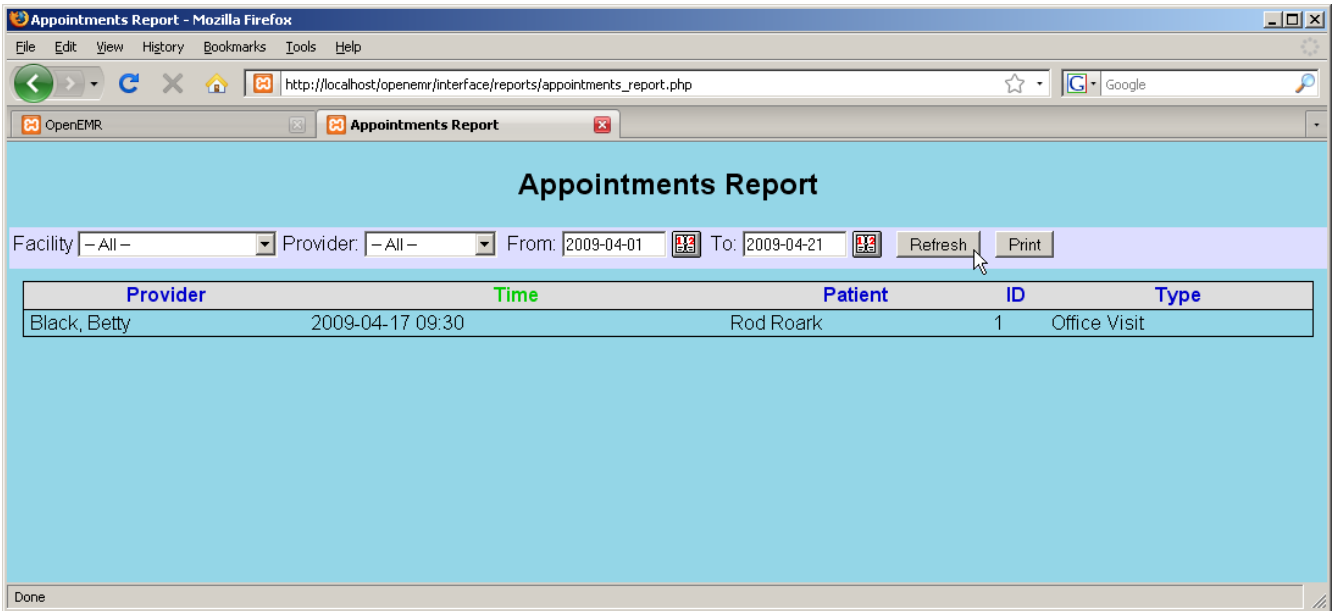 Appointments Report - Mozilla Firefox
File Edit View History Bookmarks Tools Help
http://localhost/openemr/interface/reports/appointments_report.php G Google
OpenEMR Appointments Report
Appointments Report
Facility -- All -- Provider: -- All -- From: 2009-04-01 To: 2009-04-21 Refresh Print
Provider Time Patient ID Type
Black, Betty 2009-04-17 09:30 Rod Roark 1 Office Visit
Done